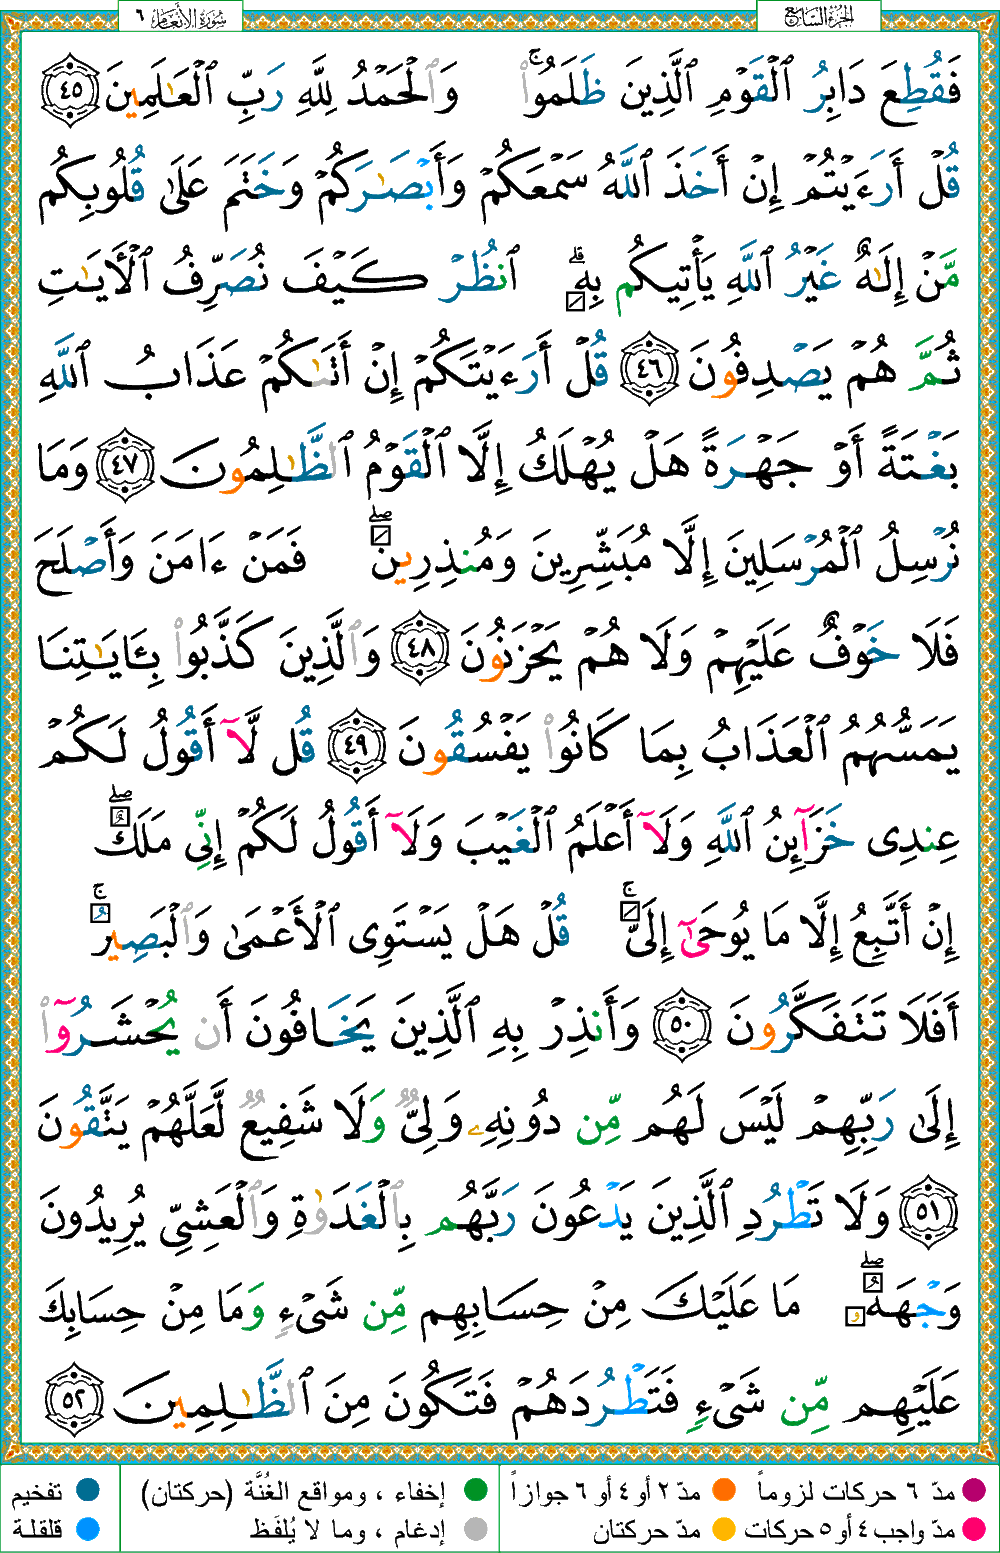 الجزء السابع
سورة الأنعام ٦
فَقُطِعَ دَابِرُ ٱلْقَوْمِ ٱلَّذِينَ ظَلَمُوا۟ۚ وَٱلْحَمْدُ لِلَّهِ رَبِّ ٱلْعَـٰلَمِينَ ٤٥
قُلْ أَرَءَيْتُمْ إِنْ أَخَذَ ٱللَّهُ سَمْعَكُمْ وَأَبْصَـٰرَكُمْ وَخَتَمَ عَلَىٰ قُلُوبِكُم
مَّنْ إِلَـٰهٌ غَيْرُ ٱللَّهِ يَأْتِيكُم بِهِ ۗ ٱنظُرْ كَيْفَ نُصَرِّفُ ٱلْـَٔايَـٰتِ
ثُمَّ هُمْ يَصْدِفُونَ ٤٦ قُلْ أَرَءَيْتَكُمْ إِنْ أَتَىٰكُمْ عَذَابُ ٱللَّهِ
بَغْتَةً أَوْ جَهْرَةً هَلْ يُهْلَكُ إِلَّا ٱلْقَوْمُ ٱلظَّـٰلِمُونَ ٤٧ وَمَا
نُرْسِلُ ٱلْمُرْسَلِينَ إِلَّا مُبَشِّرِينَ وَمُنذِرِينَ ۖ فَمَنْ ءَامَنَ وَأَصْلَحَ
فَلَا خَوْفٌ عَلَيْهِمْ وَلَا هُمْ يَحْزَنُونَ ٤٨ وَٱلَّذِينَ كَذَّبُوا۟ بِـَٔايَـٰتِنَا
يَمَسُّهُمُ ٱلْعَذَابُ بِمَا كَانُوا۟ يَفْسُقُونَ ٤٩ قُل لَّآ أَقُولُ لَكُمْ
عِندِى خَزَآئِنُ ٱللَّهِ وَلَآ أَعْلَمُ ٱلْغَيْبَ وَلَآ أَقُولُ لَكُمْ إِنِّى مَلَكٌ ۖ
إِنْ أَتَّبِعُ إِلَّا مَا يُوحَىٰٓ إِلَىَّ ۚ قُلْ هَلْ يَسْتَوِى ٱلْأَعْمَىٰ وَٱلْبَصِيرُ ۚ
أَفَلَا تَتَفَكَّرُونَ ٥٠ وَأَنذِرْ بِهِ ٱلَّذِينَ يَخَافُونَ أَن يُحْشَرُوٓا۟
إِلَىٰ رَبِّهِمْ لَيْسَ لَهُم مِّن دُونِهِۦ وَلِىٌّ وَلَا شَفِيعٌ لَّعَلَّهُمْ يَتَّقُونَ
٥١ وَلَا تَطْرُدِ ٱلَّذِينَ يَدْعُونَ رَبَّهُم بِٱلْغَدَوٰةِ وَٱلْعَشِىِّ يُرِيدُونَ
وَجْهَهُۥ ۖ مَا عَلَيْكَ مِنْ حِسَابِهِم مِّن شَىْءٍ وَمَا مِنْ حِسَابِكَ
عَلَيْهِم مِّن شَىْءٍ فَتَطْرُدَهُمْ فَتَكُونَ مِنَ ٱلظَّـٰلِمِينَ ٥٢
مدّ ٦ حركات لزوماً مدّ ٢ أو ٤ أو ٦ جوازاً إخفاء ، ومواقع الغُنَّة (حركتان) تفخيم
مدّ واجب ٤ أو ٥ حركات مدّ حركتان إدغام ، وما لا يُلفَظ قلقلة